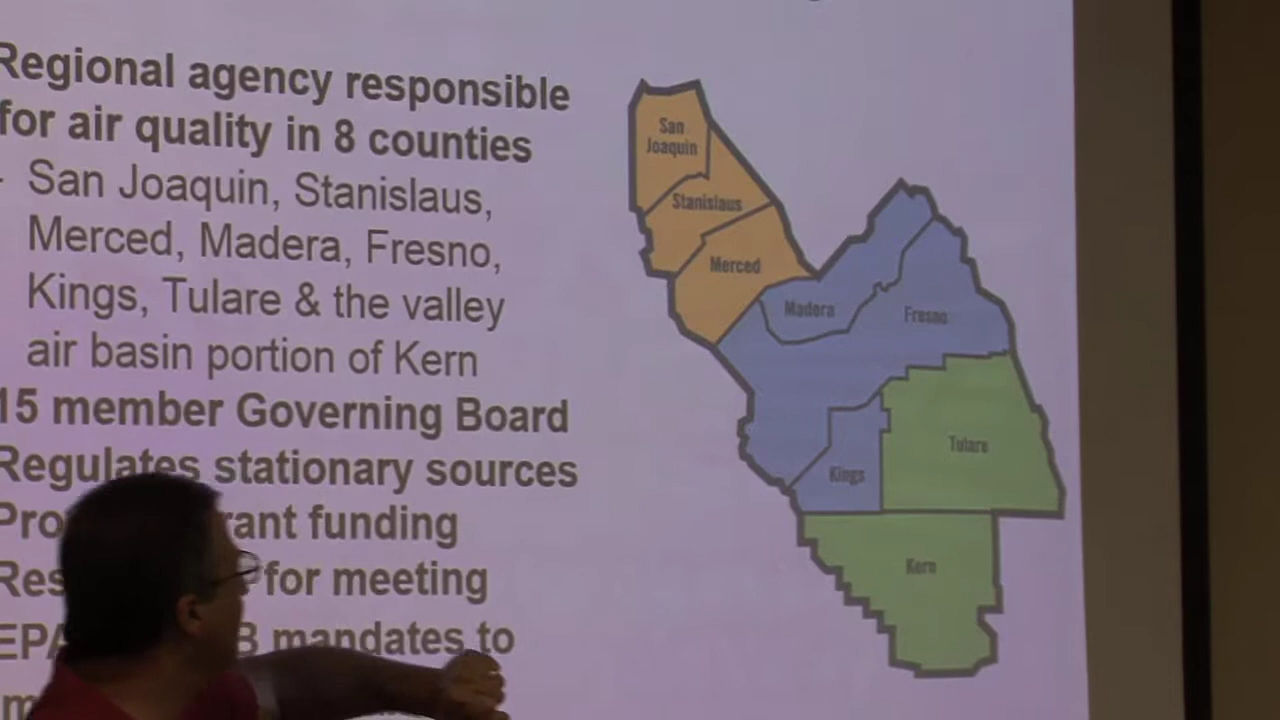 Regional agency responsible
for air quality in 8 counties
- San Joaquin, Stanislaus,
Merced, Madera, Fresno,
Kings, Tulare & the valley
air basin portion of Kern
15 member Governing Board
Regulates stationary sources
funding
for meeting
mandates to
San
Joaquin
Stanislaus
Merced
Madera
Fresno
Tulare
Kings
Kern